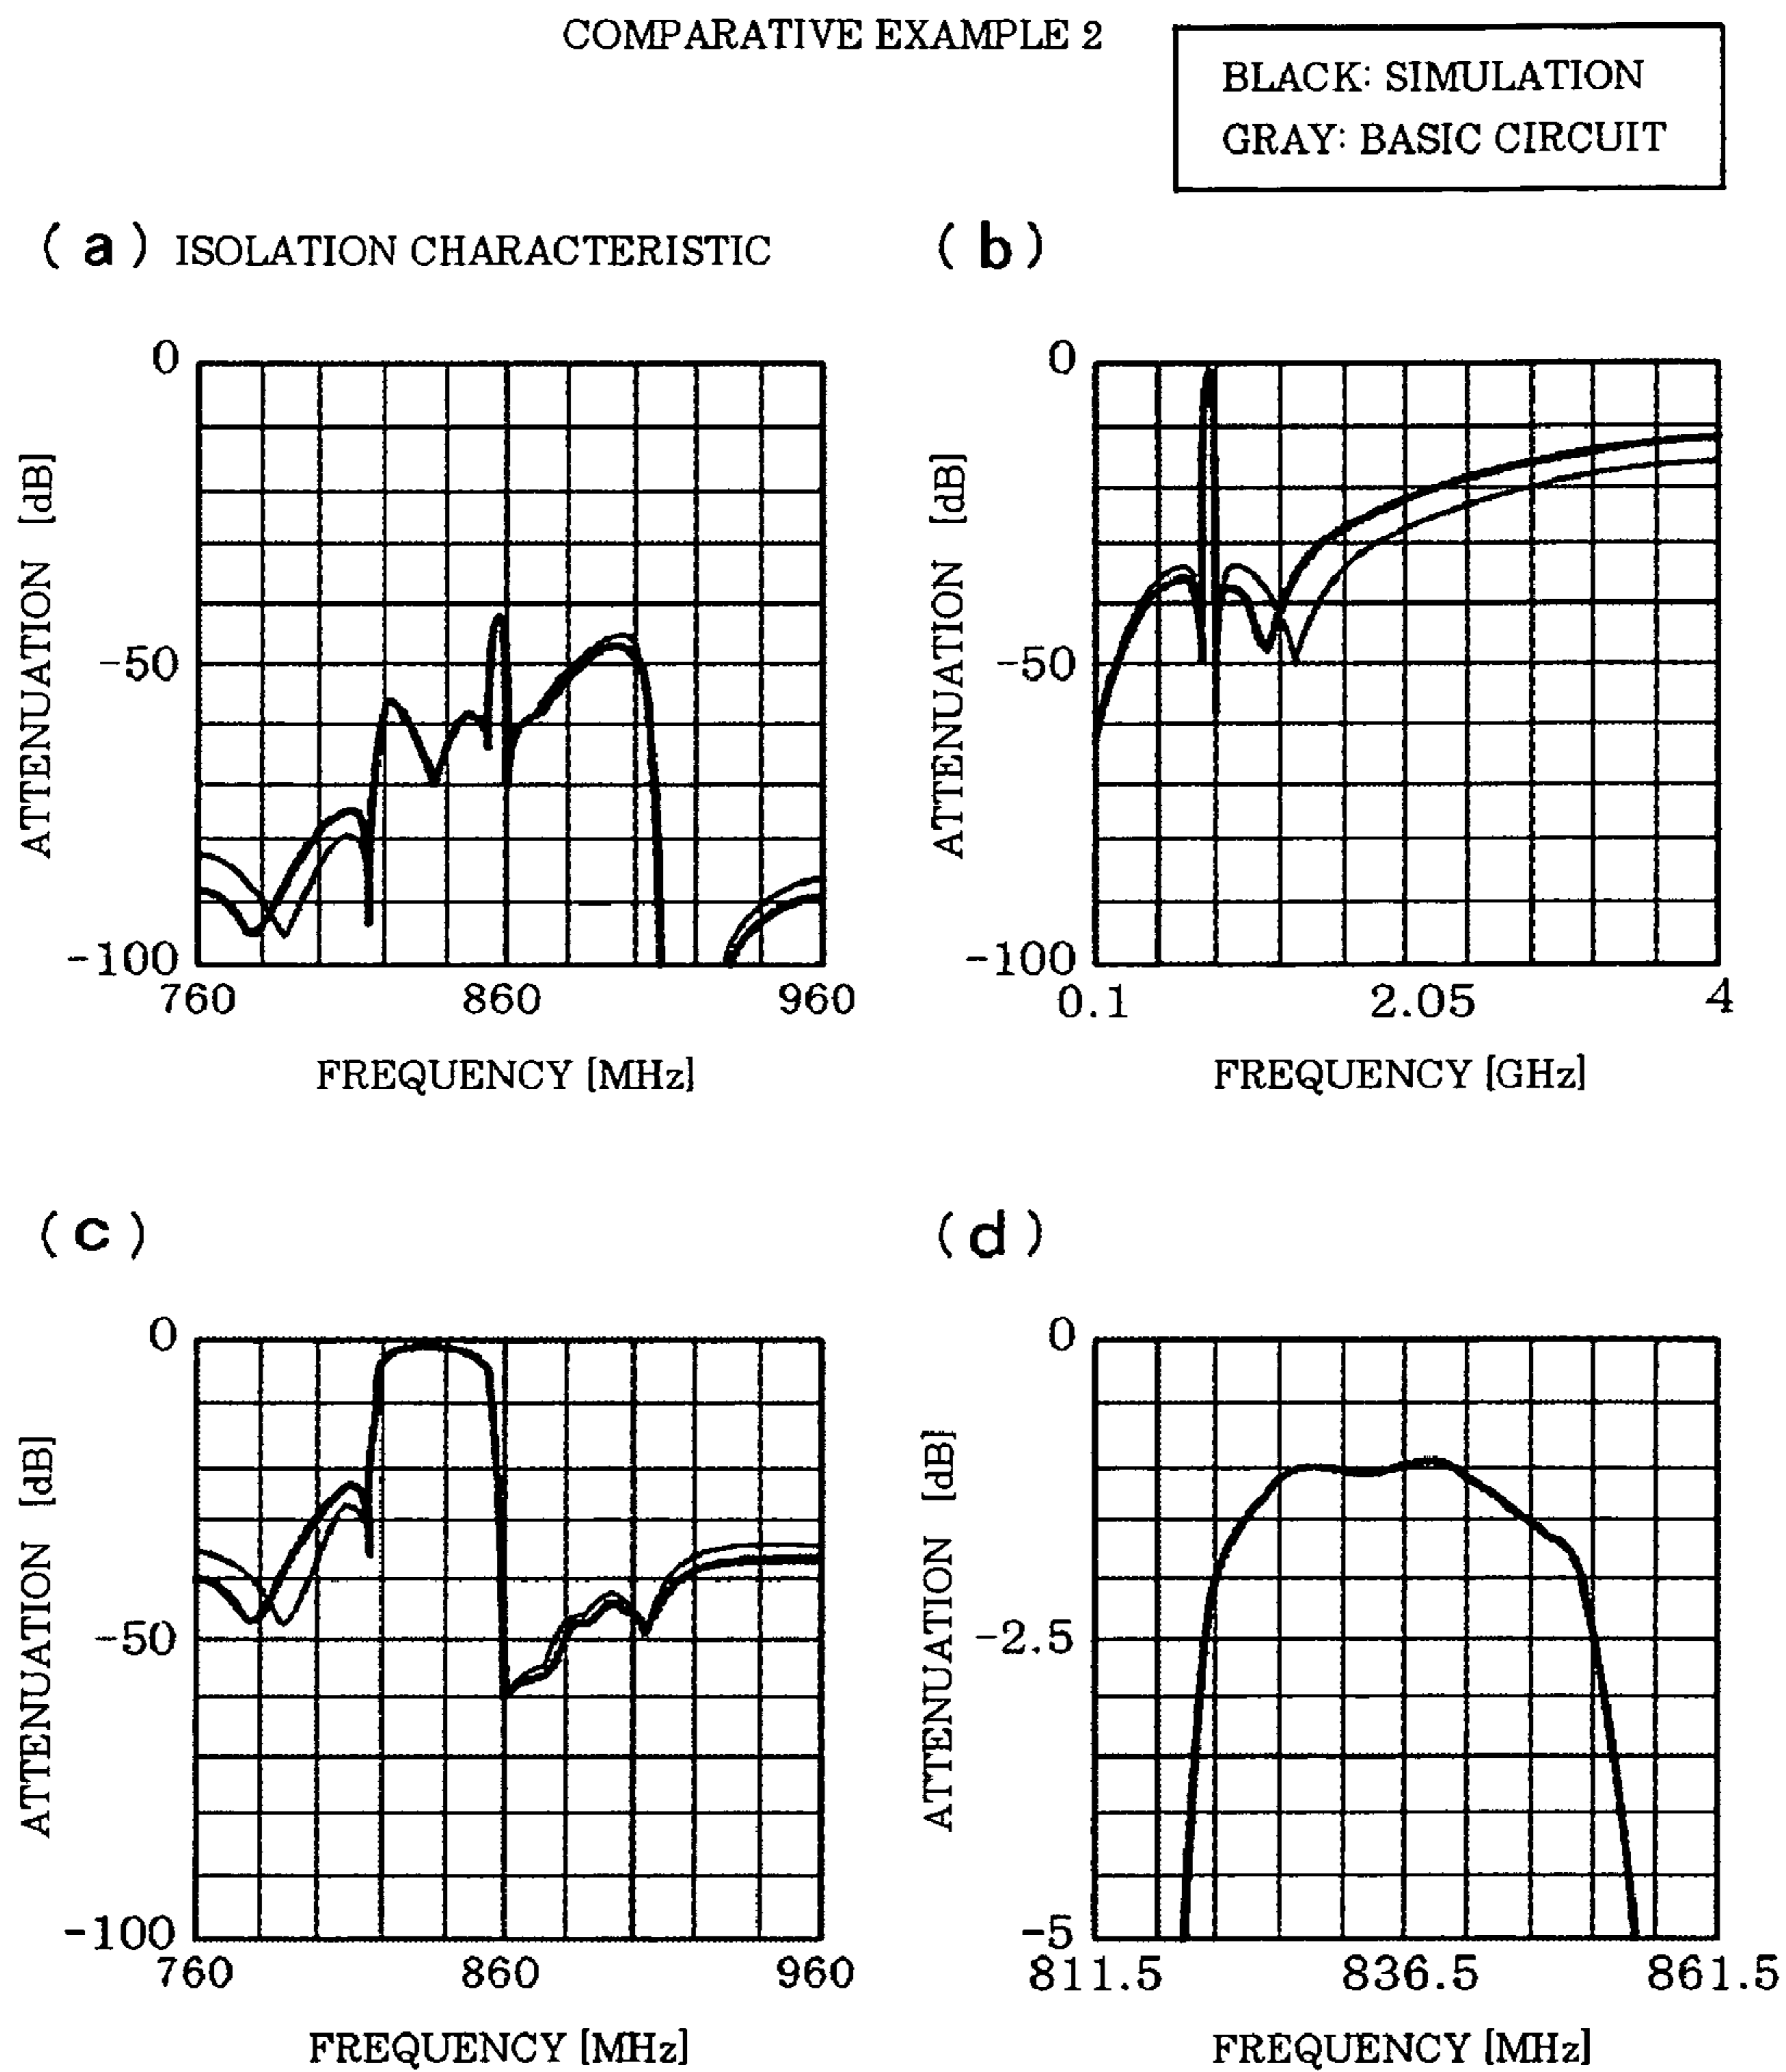 COMPARATIVE EXAMPLE 2
BLACK: SIMULATION
GRAY: BASIC CIRCUIT
(a) ISOLATION CHARACTERISTIC
0
-50
-100
ATTENUATION [dB]
760 860 960
FREQUENCY [MHz]
(b)
0
-50
-100
ATTENUATION [dB]
0.1 2.05 4
FREQUENCY [GHz]
(c)
0
-50
-100
ATTENUATION [dB]
760 860 960
FREQUENCY [MHz]
(d)
0
-2.5
-5
ATTENUATION [dB]
811.5 836.5 861.5
FREQUENCY [MHz]